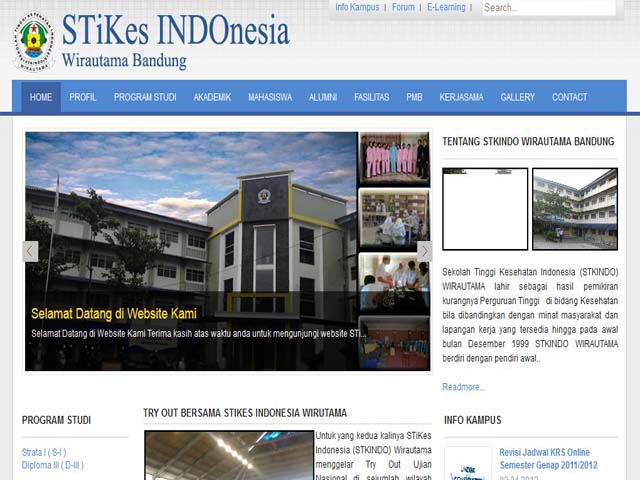 Info Kampus | Forum | E-Learning | Search...
STiKes INDOnesia
Wirautama Bandung
HOME PROFIL PROGRAM STUDI AKADEMIK MAHASISWA ALUMNI FASILITAS PMB KERJASAMA GALLERY CONTACT
Selamat Datang di Website Kami
Selamat Datang di Website Kami Terima kasih atas waktu anda untuk mengunjungi website STi...
TENTANG STKINDO WIRAUTAMA BANDUNG
Sekolah Tinggi Kesehatan Indonesia (STKINDO)
WIRAUTAMA lahir sebagai hasil pemikiran
kurangnya Perguruan Tinggi di bidang Kesehatan
bila dibandingkan dengan minat masyarakat dan
lapangan kerja yang tersedia hingga pada awal
bulan Desember 1999 STKINDO WIRAUTAMA
berdiri dengan pendiri awal..
Readmore...
PROGRAM STUDI
Strata I ( S-I )
Diploma III ( D-III )
TRY OUT BERSAMA STIKES INDONESIA WIRUTAMA
Untuk yang kedua kalinya STiKes
Indonesia (STKINDO) Wirautama
menggelar Try Out Ujian
Nasional di sejumlah wilayah
INFO KAMPUS
Revisi Jadwal KRS Online
Semester Genap 2011/2012
02.04.2012